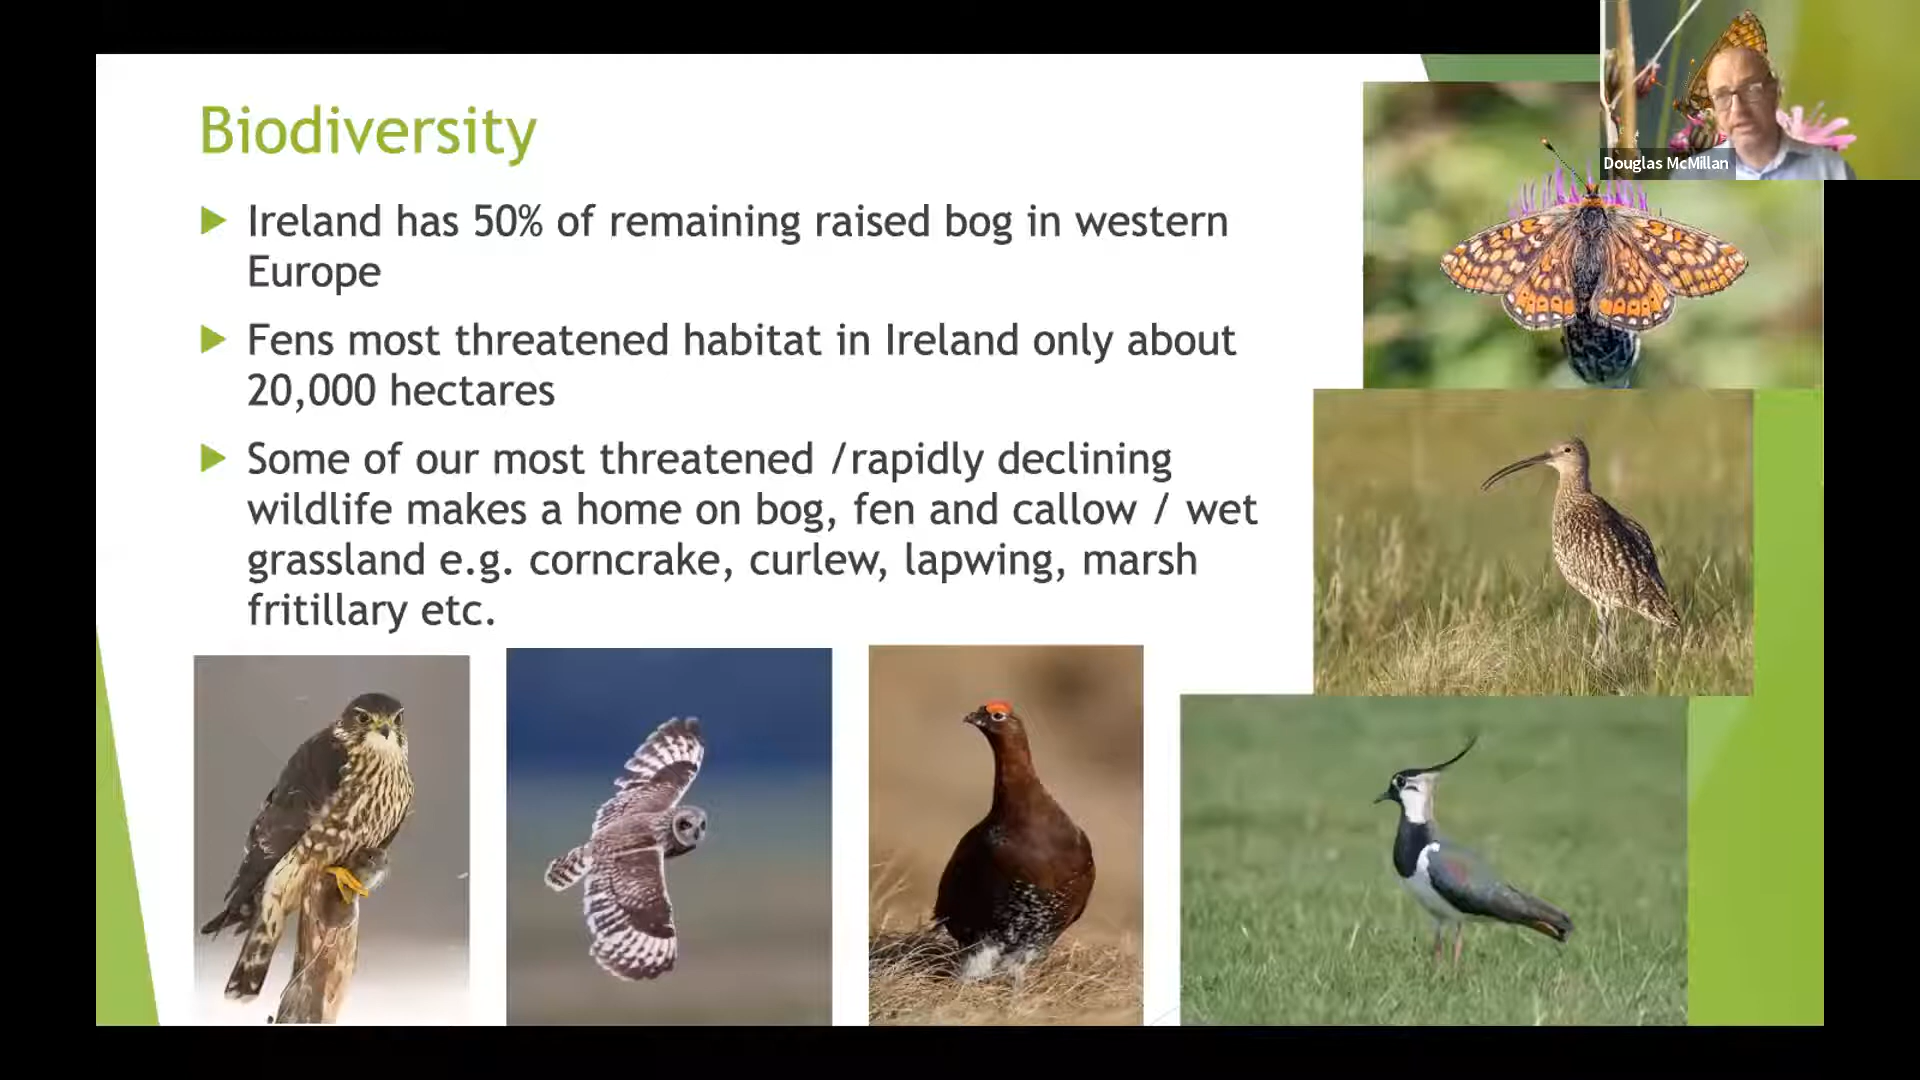 Biodiversity
Ireland has 50% of remaining raised bog in western
Europe
Fens most threatened habitat in Ireland only about
20,000 hectares
Some of our most threatened /rapidly declining
wildlife makes a home on bog, fen and callow / wet
grassland e.g. corncrake, curlew, lapwing, marsh
fritillary etc.
Douglas McMillan